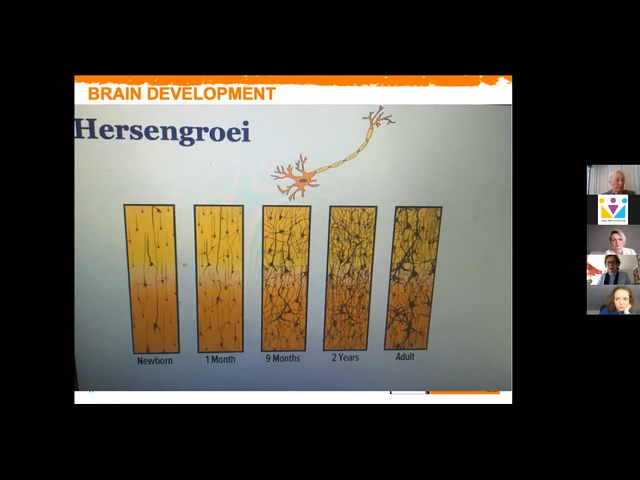 BRAIN DEVELOPMENT
Hersengroei
Newborn
1 Month
9 Months
2 Years
Adult